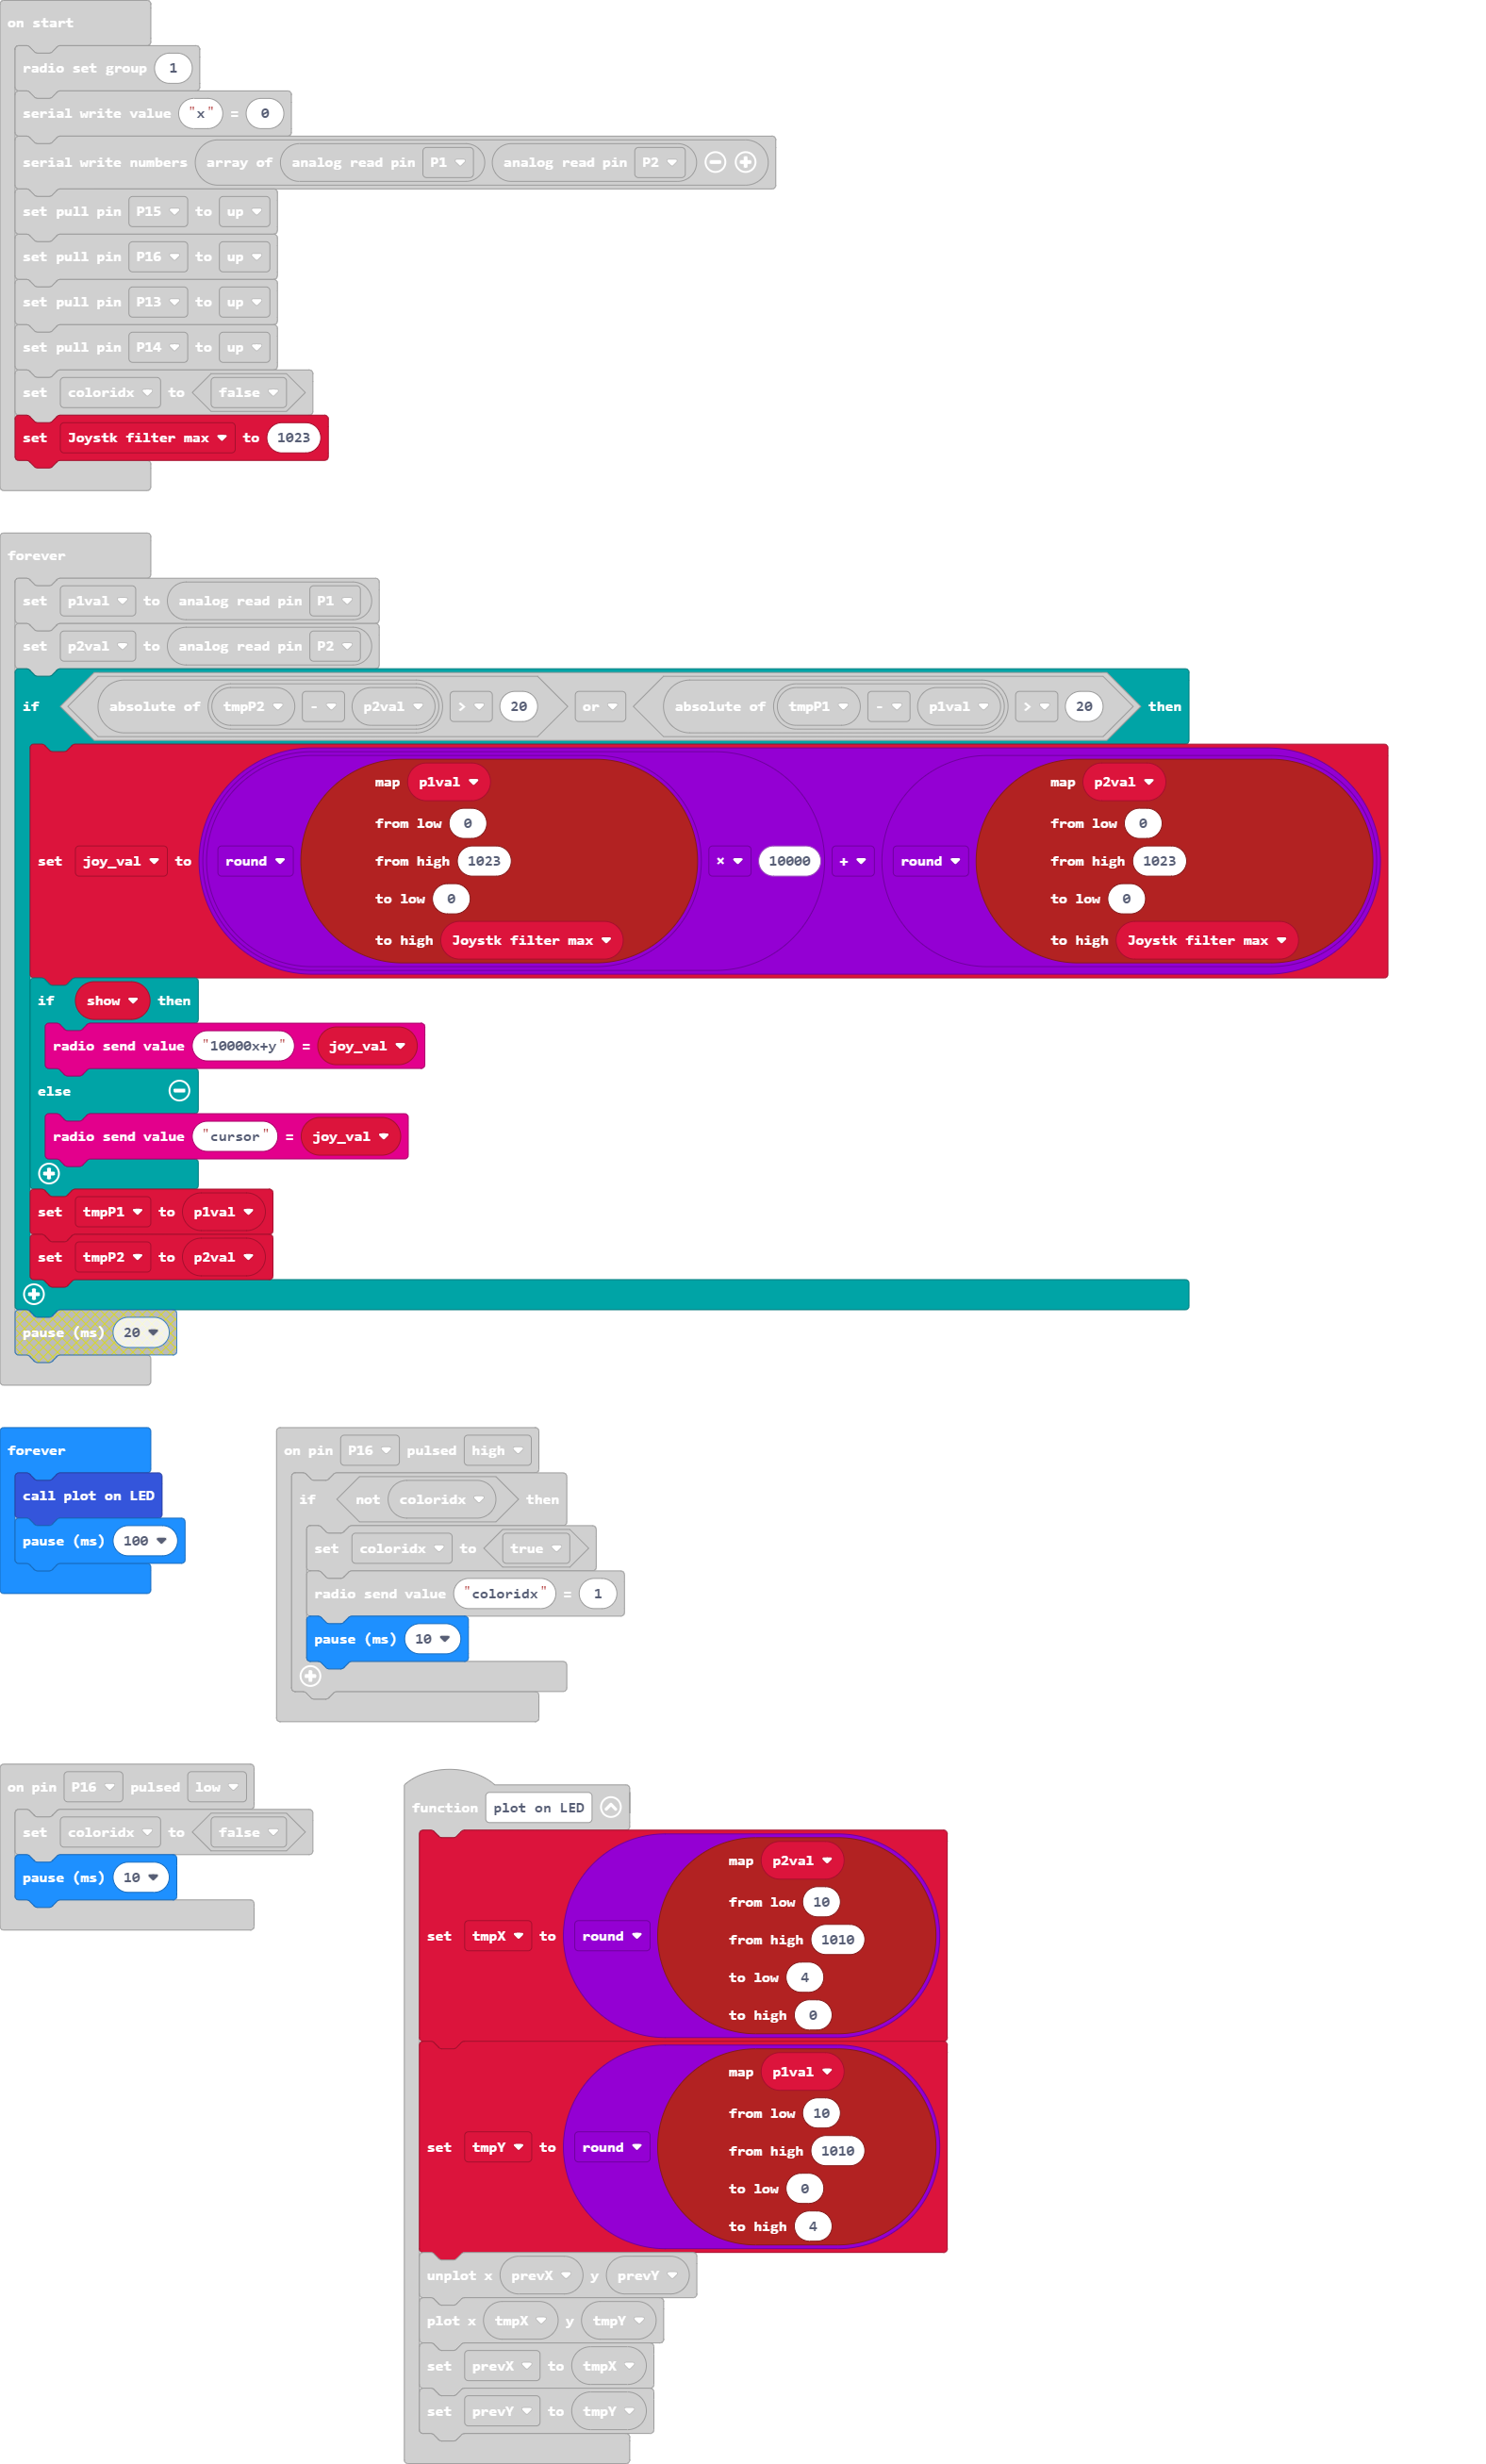 on start
radio set group 1
serial write value "x" = 0
serial write numbers array of analog read pin P1 analog read pin P2
set pull pin P15 to up
set pull pin P16 to up
set pull pin P13 to up
set pull pin P14 to up
set coloridx to false
set Joystk filter max to 1023
forever
set p1val to analog read pin P1
set p2val to analog read pin P2
if absolute of tmpP2 - p2val > 20 or absolute of tmpP1 - p1val > 20 then
set joy_val to round map p1val
from low 0
from high 1023
to low 0
to high Joystk filter max
× 10000 + round map p2val
from low 0
from high 1023
to low 0
to high Joystk filter max
if show then
radio send value "10000x+y" = joy_val
else
radio send value "cursor" = joy_val
set tmpP1 to p1val
set tmpP2 to p2val
pause (ms) 20
forever
call plot on LED
pause (ms) 100
on pin P16 pulsed high
if not coloridx then
set coloridx to true
radio send value "coloridx" = 1
pause (ms) 10
on pin P16 pulsed low
set coloridx to false
pause (ms) 10
function plot on LED
set tmpX to round map p2val
from low 10
from high 1010
to low 4
to high 0
set tmpY to round map p1val
from low 10
from high 1010
to low 0
to high 4
unplot x prevX y prevY
plot x tmpX y tmpY
set prevX to tmpX
set prevY to tmpY